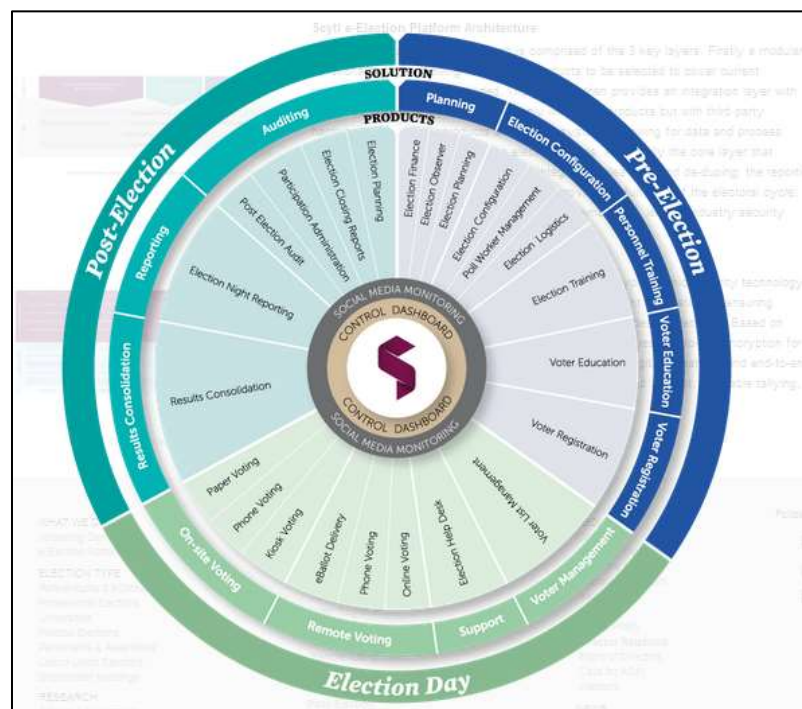 Scytl e-Election Platform Architecture
SOLUTION
PRODUCTS
Pre-Election
Planning
Election Configuration
Personnel Training
Voter Education
Voter Registration
Election Finance
Election Observer
Election Planning
Election Configuration
Poll Worker Management
Election Logistics
Election Training
Voter Education
Voter Registration
Election Day
Voter Management
Support
Remote Voting
On-site Voting
Voter List Management
Election Help Desk
Online Voting
Phone Voting
eBallot Delivery
Kiosk Voting
Phone Voting
Paper Voting
Post-Election
Results Consolidation
Reporting
Auditing
Results Consolidation
Election Night Reporting
Post Election Audit
Participation Administration
Election Closing Reports
Election Planning
SOCIAL MEDIA MONITORING
CONTROL DASHBOARD
CONTROL DASHBOARD
SOCIAL MEDIA MONITORING
ELECTION TYPE
RESEARCH